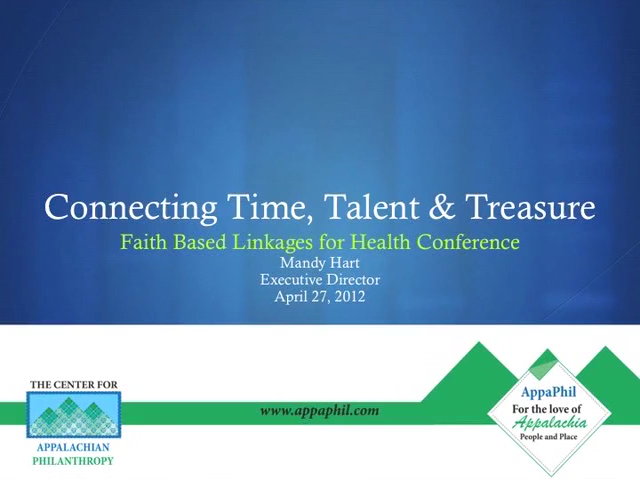 Connecting Time, Talent & Treasure
Faith Based Linkages for Health Conference
Mandy Hart
Executive Director
April 27, 2012
THE CENTER FOR
APPALACHIAN
PHILANTHROPY
www.appaphil.com
AppaPhil
For the love of
Appalachia
People and Place